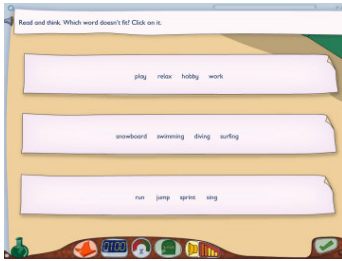 Read and think. Which word doesn't fit? Click on it.
play relax hobby work
snowboard swimming diving surfing
run jump sprint sing